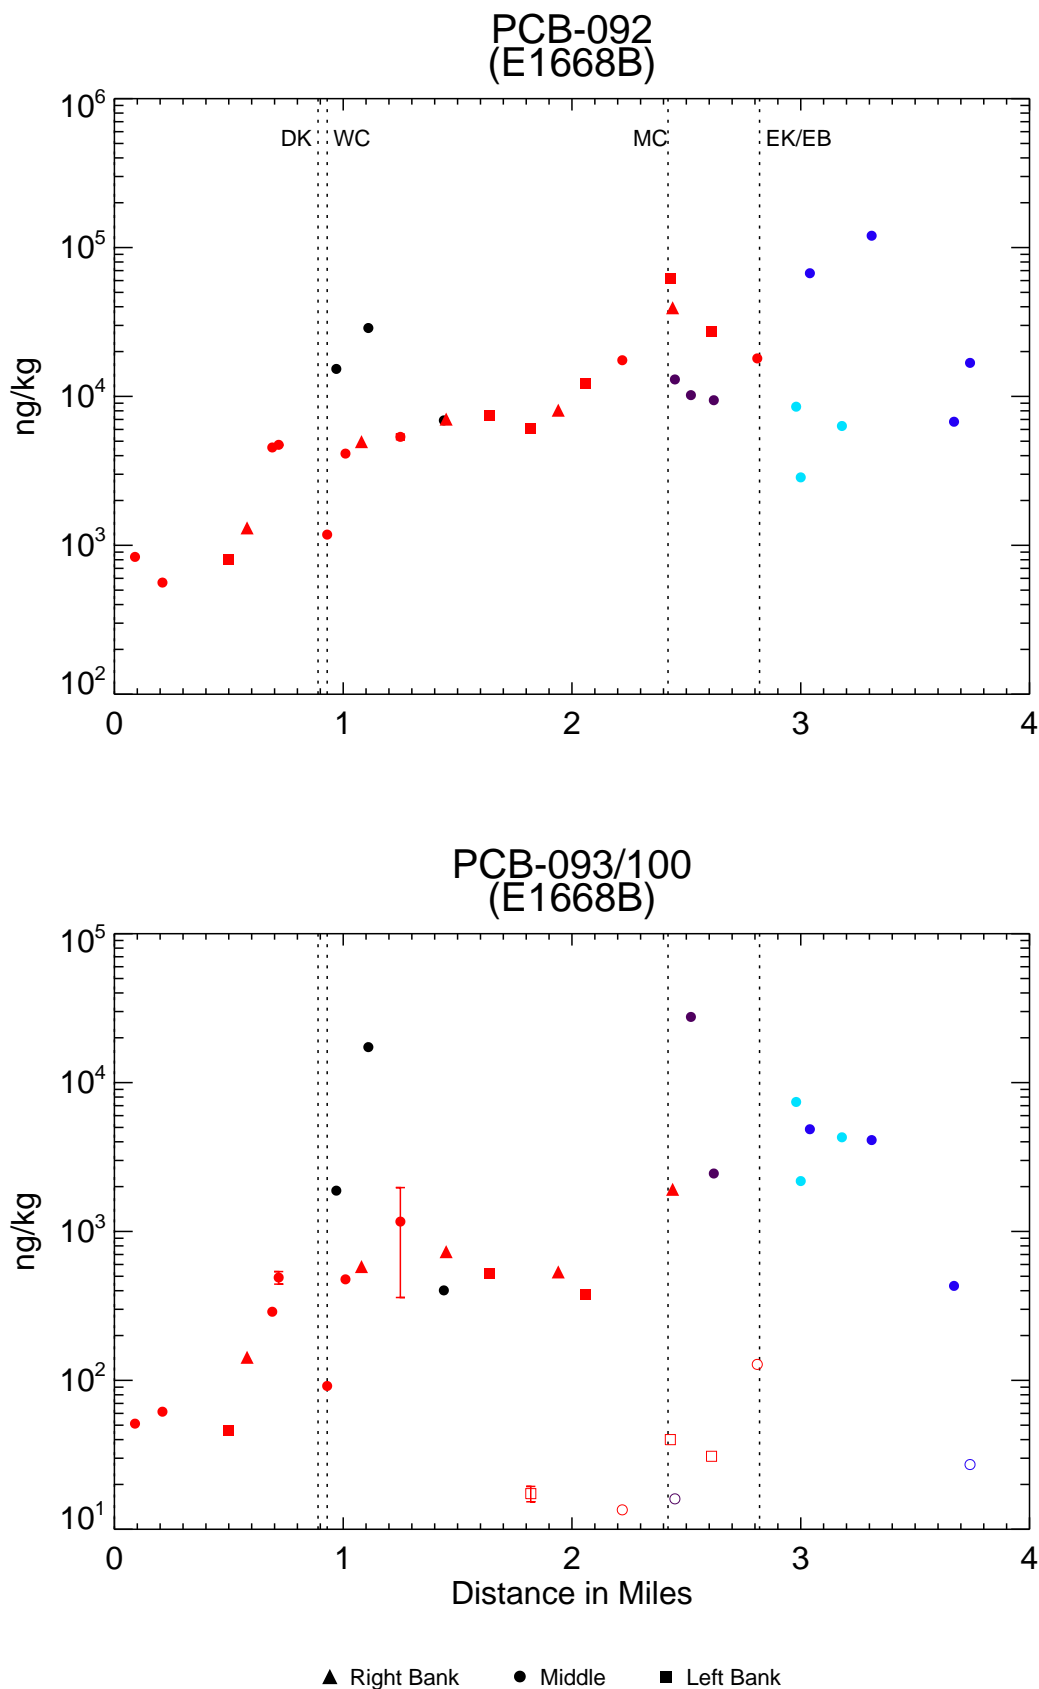 PCB-092
(E1668B)
10^6
DK WC MC EK/EB
10^5
ng/kg
10^4
10^3
10^2
0 1 2 3 4
PCB-093/100
(E1668B)
10^5
10^4
ng/kg
10^3
10^2
10^1
0 1 2 3 4
Distance in Miles
Right Bank Middle Left Bank